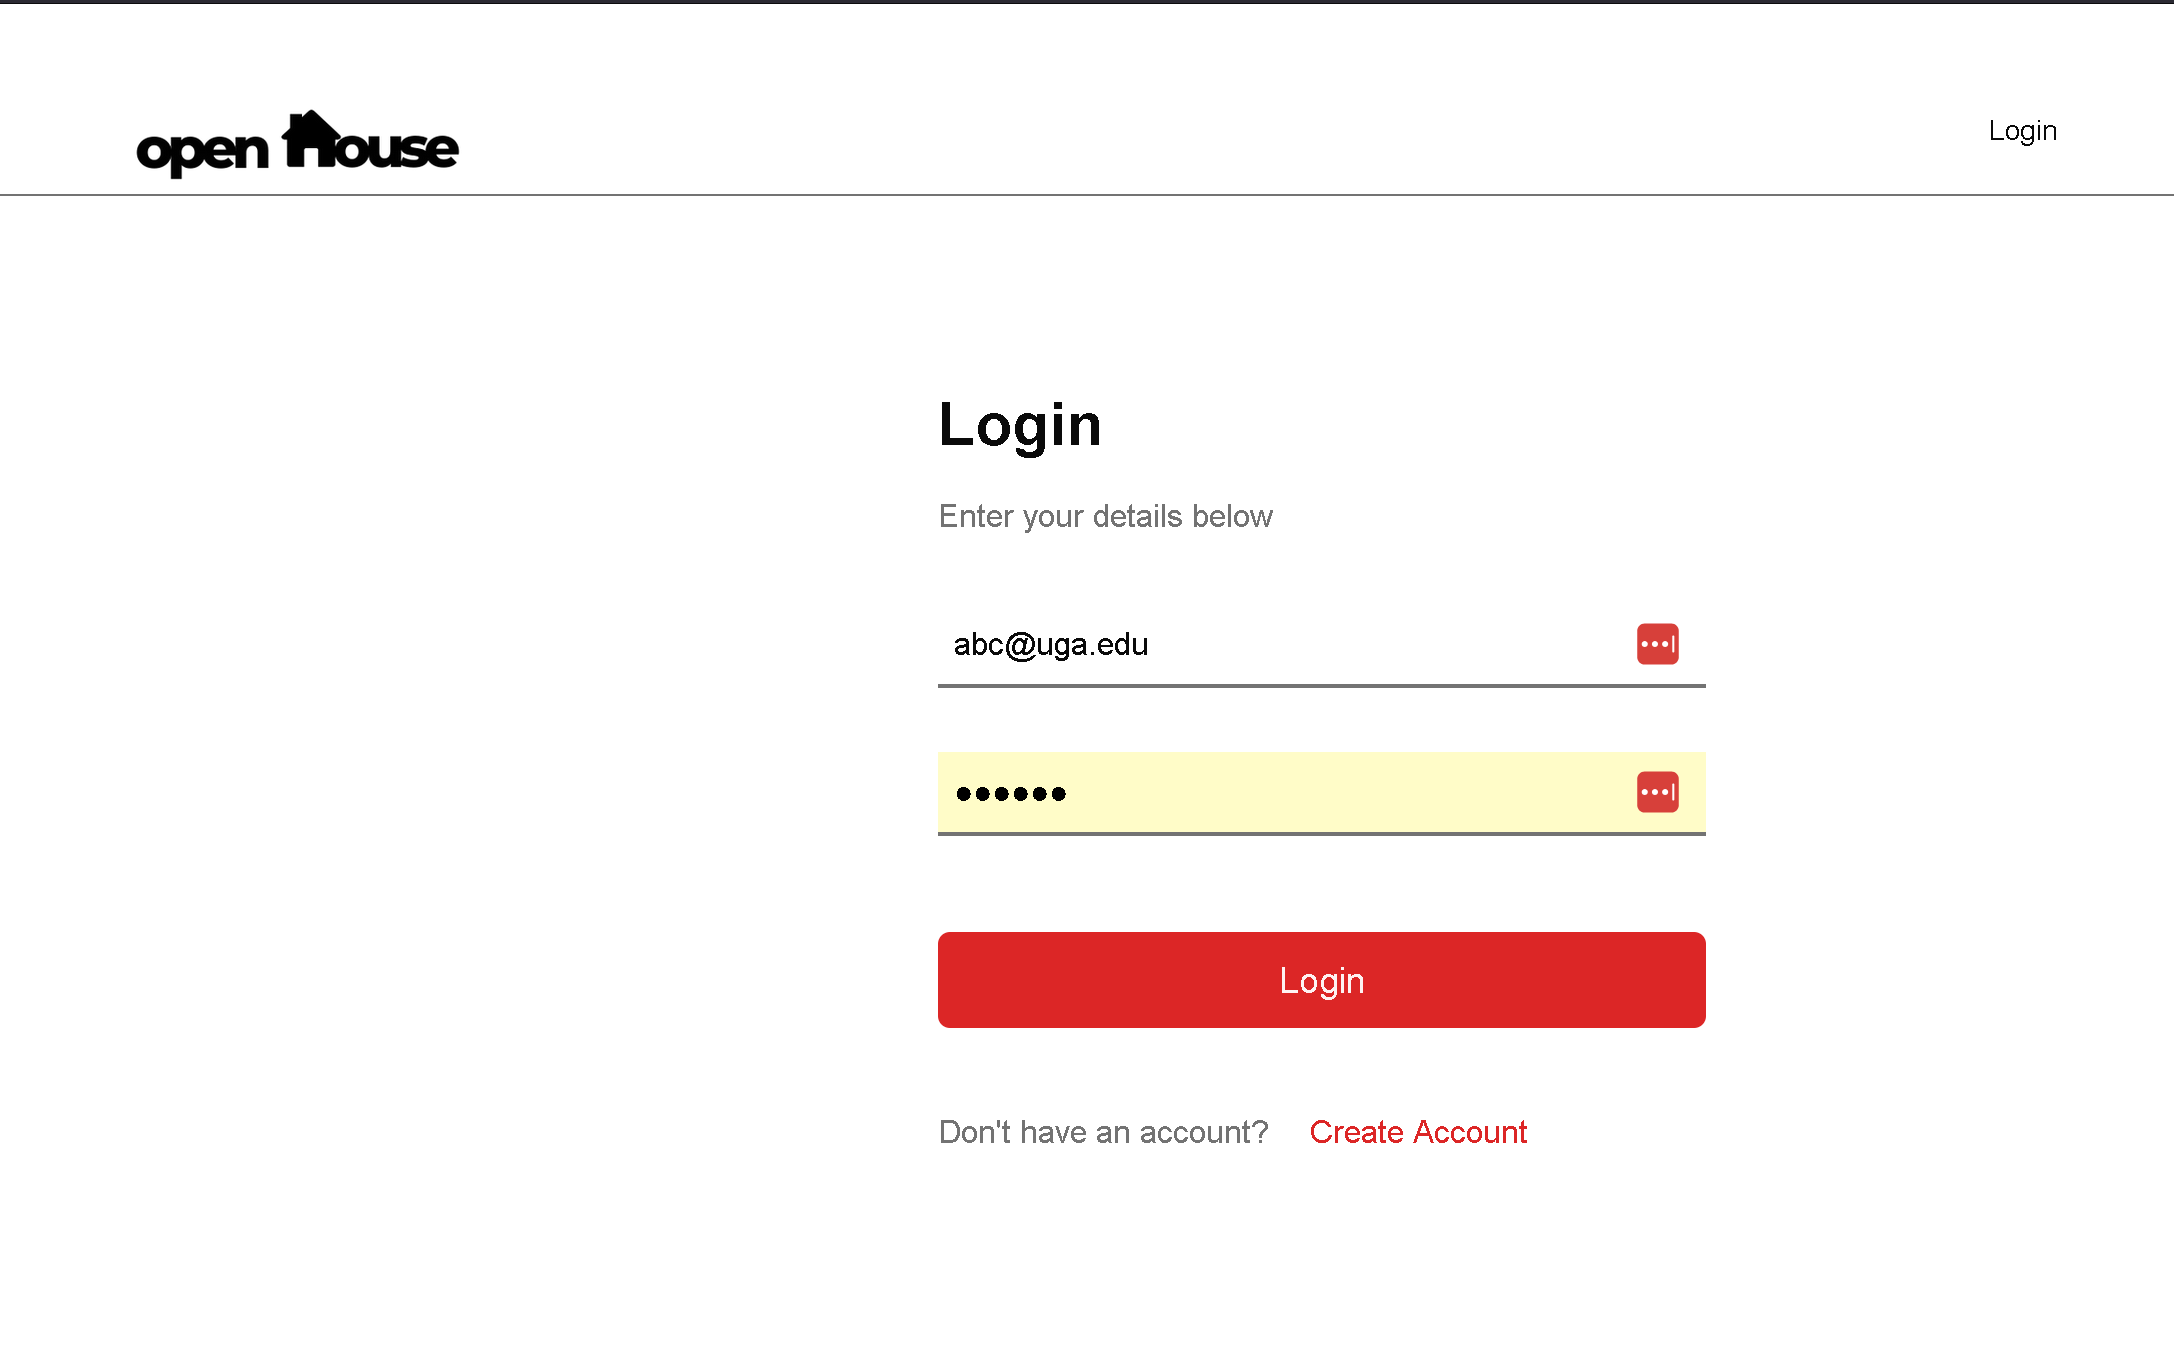 open house
Login
Login
Enter your details below
abc@uga.edu
••••••
Login
Don't have an account? Create Account